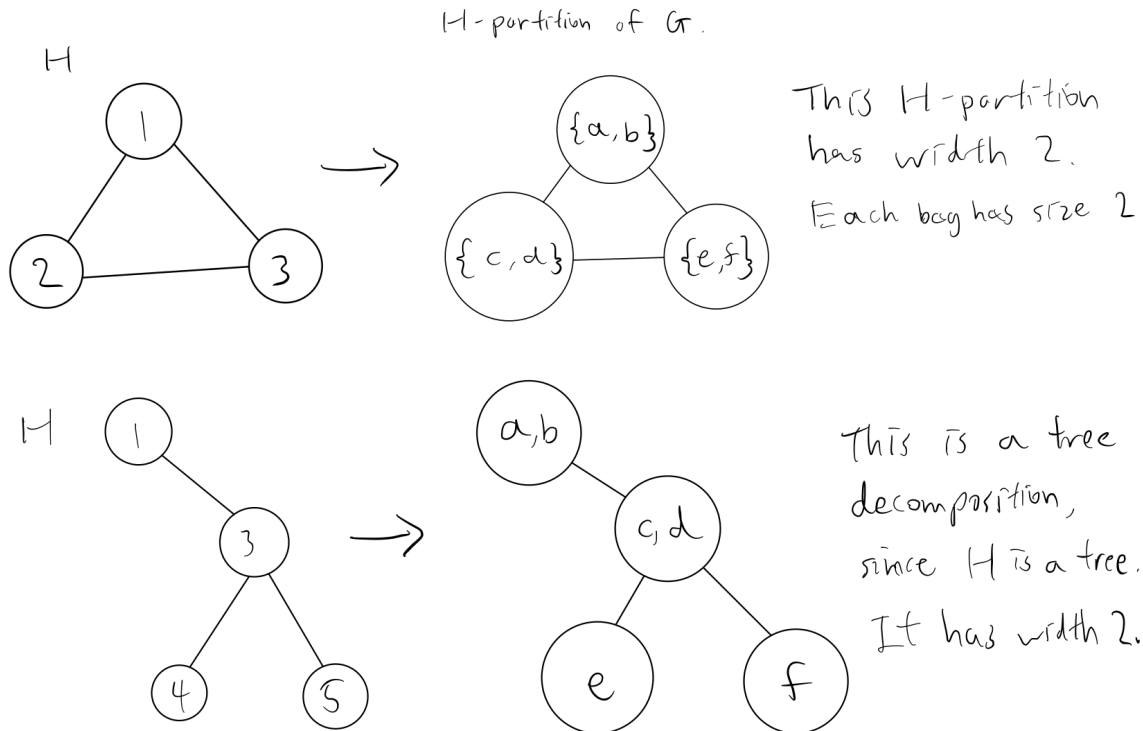 H-partition of G.
H
1
2
3
{a,b}
{c,d}
{e,f}
This H-partition
has width 2.
Each bag has size 2
H
1
3
4
5
a,b
c,d
e
f
This is a tree
decomposition,
since H is a tree.
It has width 2.